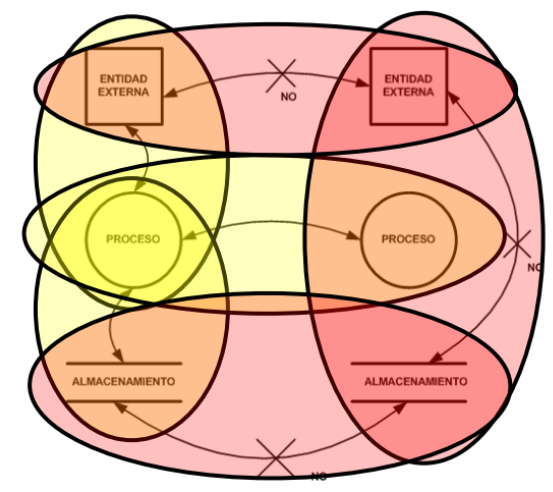 ENTIDAD
EXTERNA
NO
ENTIDAD
EXTERNA
PROCESO
PROCESO
NO
ALMACENAMIENTO
ALMACENAMIENTO
NO